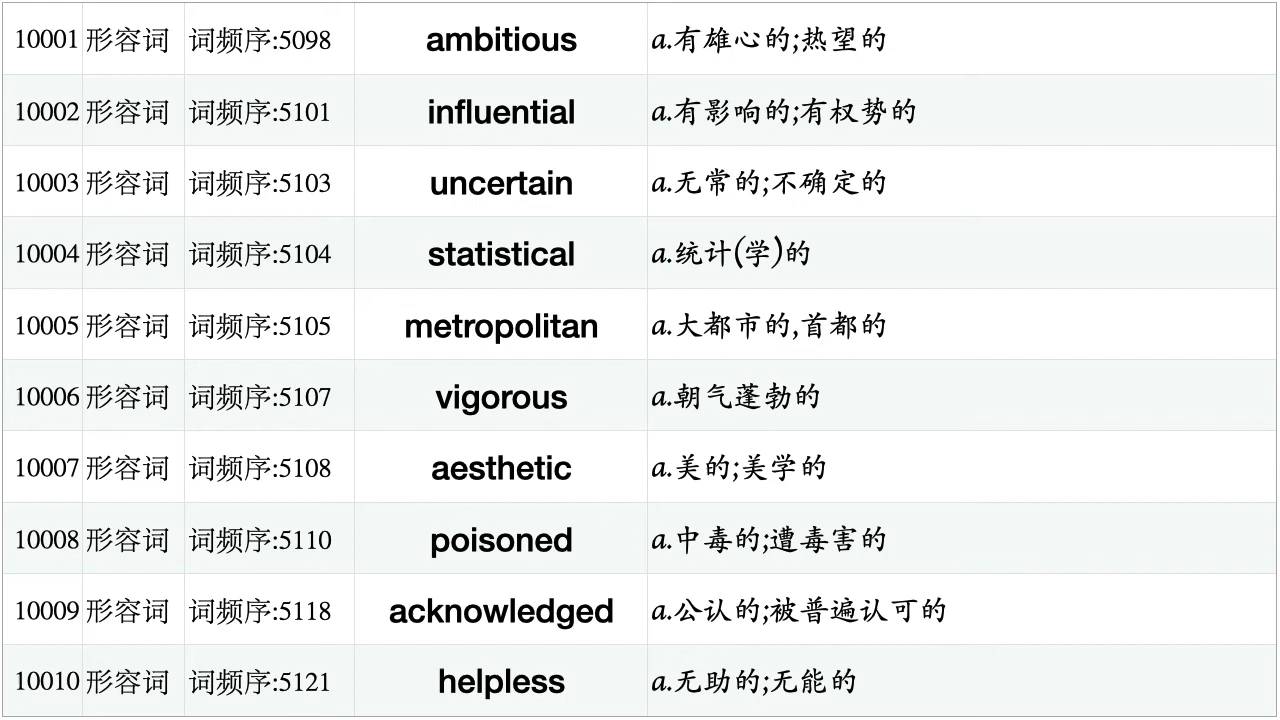 10001 形容词 词频序:5098 ambitious a.有雄心的;热望的
10002 形容词 词频序:5101 influential a.有影响的;有权势的
10003 形容词 词频序:5103 uncertain a.无常的;不确定的
10004 形容词 词频序:5104 statistical a.统计(学)的
10005 形容词 词频序:5105 metropolitan a.大都市的,首都的
10006 形容词 词频序:5107 vigorous a.朝气蓬勃的
10007 形容词 词频序:5108 aesthetic a.美的;美学的
10008 形容词 词频序:5110 poisoned a.中毒的;遭毒害的
10009 形容词 词频序:5118 acknowledged a.公认的;被普遍认可的
10010 形容词 词频序:5121 helpless a.无助的;无能的